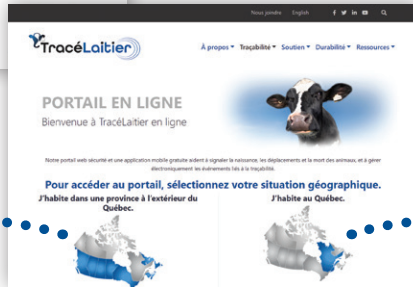 Nous joindre English
TracéLaitier
À propos Traçabilité Soutien Durabilité Ressources
PORTAIL EN LIGNE
Bienvenue à TracéLaitier en ligne
Notre portail web sécurité et une application mobile gratuite aident à signaler la naissance, les déplacements et la mort des animaux, et à gérer
électroniquement les événements liés à la traçabilité.
Pour accéder au portail, sélectionnez votre situation géographique.
J'habite dans une province à l'extérieur du
Québec.
J'habite au Québec.